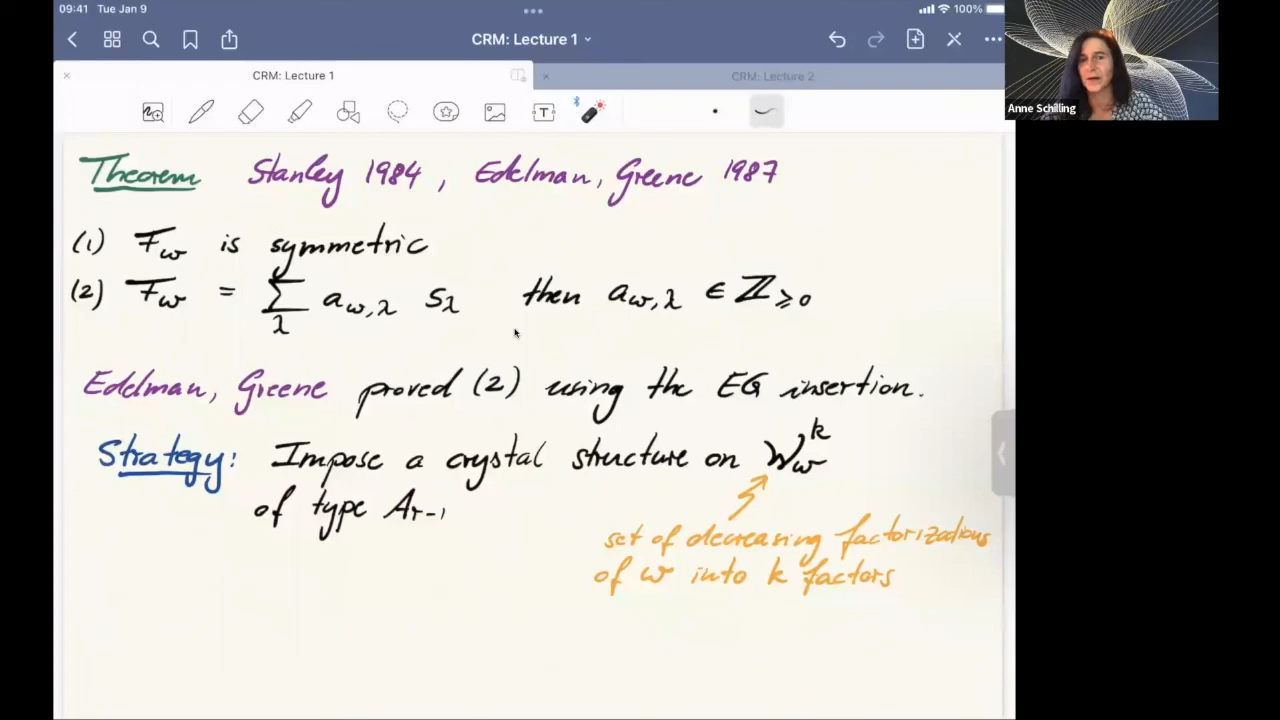 09:41 Tue Jan 9
100%
CRM: Lecture 1
CRM: Lecture 1
CRM: Lecture 2
T
Anne Schilling
Theorem Stanley 1984, Edelman, Greene 1987
(1) F_w is symmetric
(2) F_w = ∑_λ a_{w,λ} s_λ then a_{w,λ} ∈ ℤ_{≥0}
Edelman, Greene proved (2) using the EG insertion.
Strategy: Impose a crystal structure on W_w^k
of type A_{r-1}
set of decreasing factorizations
of w into k factors